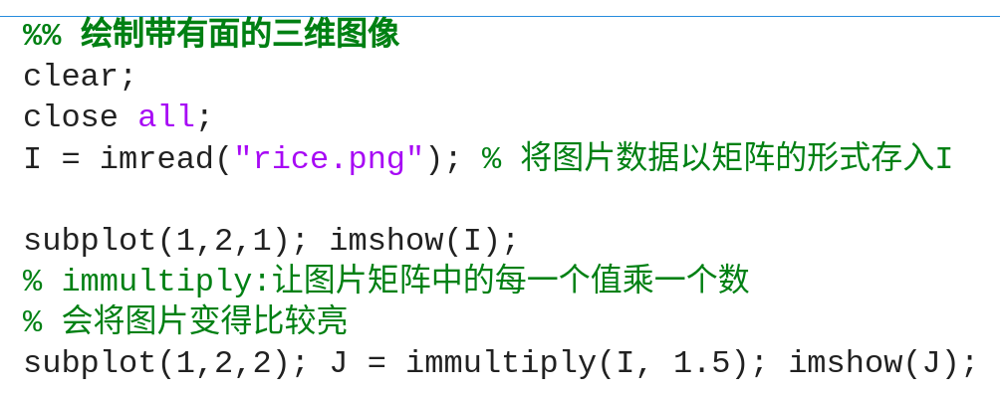 %% 绘制带有面的三维图像
clear;
close all;
I = imread("rice.png"); % 将图片数据以矩阵的形式存入I
subplot(1,2,1); imshow(I);
% immultiply:让图片矩阵中的每一个值乘一个数
% 会将图片变得比较亮
subplot(1,2,2); J = immultiply(I, 1.5); imshow(J);